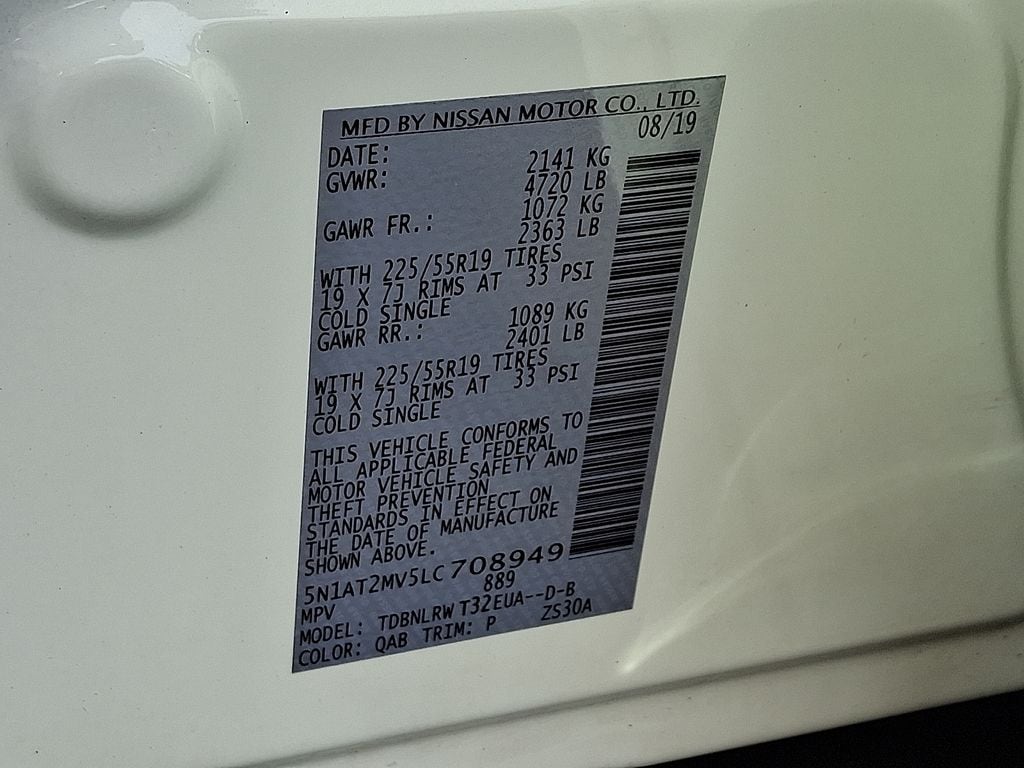 MFD BY NISSAN MOTOR CO., LTD.
DATE: 08/19
GVWR: 2141 KG
4720 LB
GAWR FR.: 1072 KG
2363 LB
WITH 225/55R19 TIRES
19 X 7J RIMS AT 33 PSI
COLD SINGLE
GAWR RR.: 1089 KG
2401 LB
WITH 225/55R19 TIRES
19 X 7J RIMS AT 33 PSI
COLD SINGLE
THIS VEHICLE CONFORMS TO
ALL APPLICABLE FEDERAL
MOTOR VEHICLE SAFETY AND
THEFT PREVENTION
STANDARDS IN EFFECT ON
THE DATE OF MANUFACTURE
SHOWN ABOVE.
5N1AT2MV5LC708949
MPV 889
MODEL: TDBNLRW T32EUA--D-B
COLOR: QAB TRIM: P ZS30A